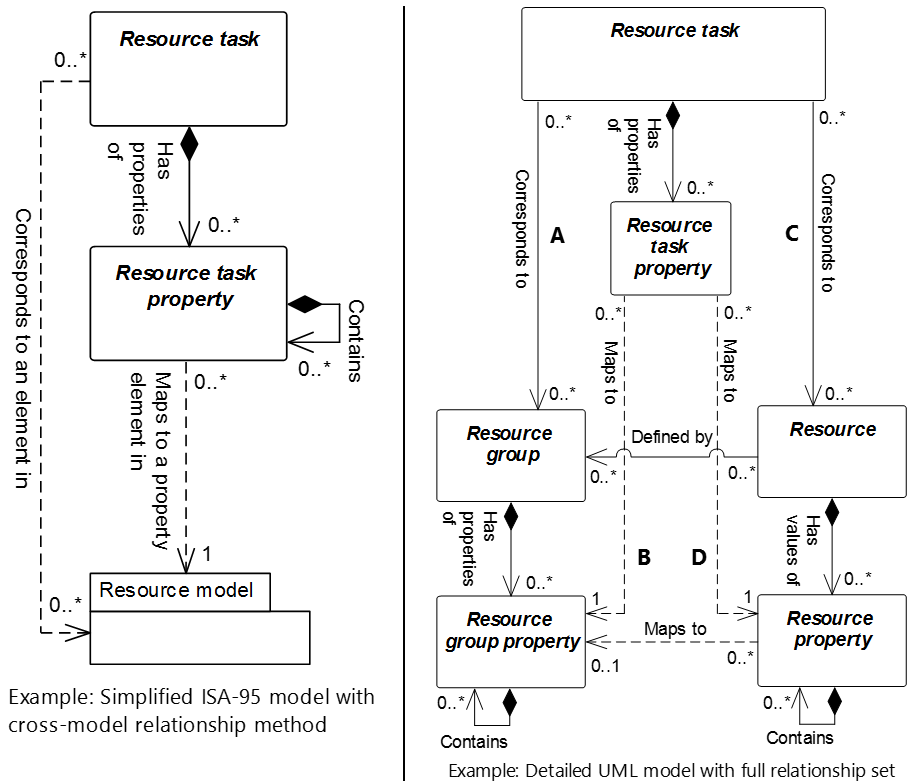 Resource task
0..*
Has
properties
of
0..*
Corresponds to an element in
Resource task
property
Contains
0..*
0..*
Maps to a property
element in
1
Resource model
0..*
Example: Simplified ISA-95 model with
cross-model relationship method
Resource task
0..*
Has
properties
of
0..*
0..*
Corresponds to
A
Resource
task
property
C
Corresponds to
0..*
0..*
Maps to
Maps to
0..*
0..*
Resource
group
Defined by
Resource
0..*
0..*
Has
properties
of
Has
values of
B
D
0..*
0..*
1
1
Resource
group property
Maps to
Resource
property
0..1
0..*
0..*
0..*
Contains
Contains
Example: Detailed UML model with full relationship set